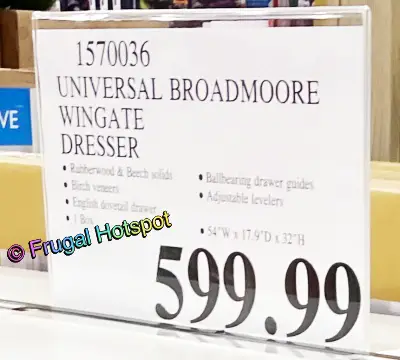 1570036
UNIVERSAL BROADMOORE
WINGATE
DRESSER
• Rubberwood & Beech solids
• Birch veneers
• English dovetail drawer
• 1 Box
• Ballbearing drawer guides
• Adjustable levelers
• 54"W x 17.9"D x 32"H
599.99
VE
© Frugal Hotspot